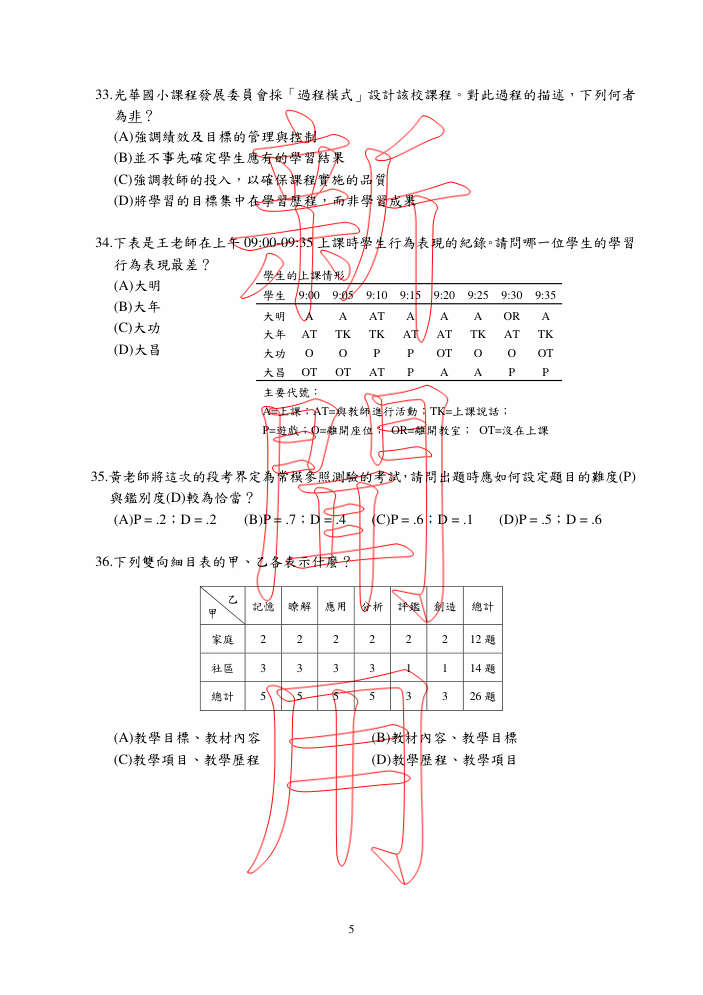 33.光華國小課程發展委員會採「過程模式」設計該校課程。對此過程的描述，下列何者
為非？
(A)強調績效及目標的管理與控制
(B)並不事先確定學生應有的學習結果
(C)強調教師的投入，以確保課程實施的品質
(D)將學習的目標集中在學習歷程，而非學習成果
34.下表是王老師在上午 09:00-09:35 上課時學生行為表現的紀錄。請問哪一位學生的學習
行為表現最差？
(A)大明
(B)大年
(C)大功
(D)大昌
學生的上課情形
學生 9:00 9:05 9:10 9:15 9:20 9:25 9:30 9:35
大明 A A AT A A A OR A
大年 AT TK TK AT AT TK AT TK
大功 O O P P OT O O OT
大昌 OT OT AT P A A P P
主要代號：
A=上課；AT=與教師進行活動；TK=上課說話；
P=遊戲；O=離開座位； OR=離開教室； OT=沒在上課
35.黃老師將這次的段考界定為常模參照測驗的考試，請問出題時應如何設定題目的難度(P)
與鑑別度(D)較為恰當？
(A)P = .2；D = .2 (B)P = .7；D = .4 (C)P = .6；D = .1 (D)P = .5；D = .6
36.下列雙向細目表的甲、乙各表示什麼？
乙
甲
記憶 瞭解 應用 分析 評鑑 創造 總計
家庭 2 2 2 2 2 2 12 題
社區 3 3 3 3 1 1 14 題
總計 5 5 5 5 3 3 26 題
(A)教學目標、教材內容 (B)教材內容、教學目標
(C)教學項目、教學歷程 (D)教學歷程、教學項目
新
聞
用
5